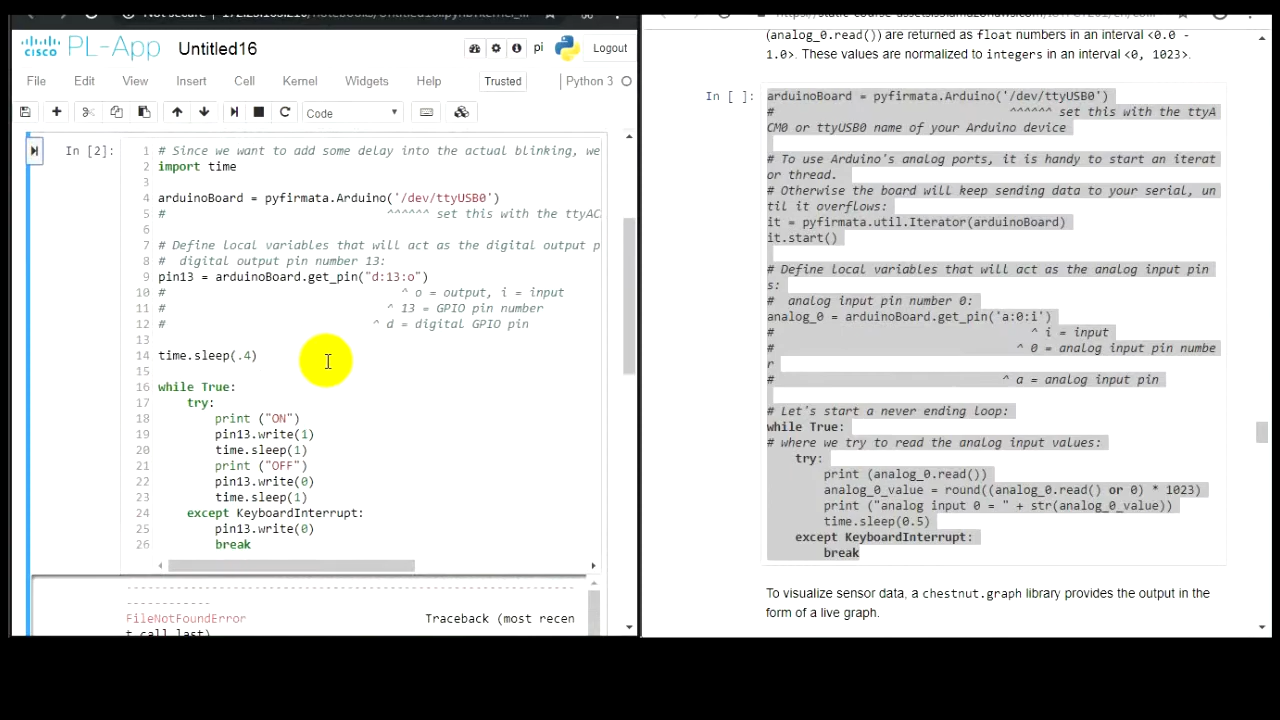 CISCO PL-App Untitled16 pi Logout
File Edit View Insert Cell Kernel Widgets Help Trusted Python 3
Code
In [2]:
1 # Since we want to add some delay into the actual blinking, we
2 import time
3
4 arduinoBoard = pyfirmata.Arduino('/dev/ttyUSB0')
5 # ^^^^^^ set this with the ttyAC
6
7 # Define local variables that will act as the digital output p
8 # digital output pin number 13:
9 pin13 = arduinoBoard.get_pin("d:13:o")
10 # ^ o = output, i = input
11 # ^ 13 = GPIO pin number
12 # ^ d = digital GPIO pin
13
14 time.sleep(.4)
15
16 while True:
17 try:
18 print ("ON")
19 pin13.write(1)
20 time.sleep(1)
21 print ("OFF")
22 pin13.write(0)
23 time.sleep(1)
24 except KeyboardInterrupt:
25 pin13.write(0)
26 break
---------------------------------------------------------------------------
FileNotFoundError Traceback (most recen
t call last)
(analog_0.read()) are returned as float numbers in an interval <0.0 -
1.0>. These values are normalized to integers in an interval <0, 1023>.
In [ ]:
arduinoBoard = pyfirmata.Arduino('/dev/ttyUSB0')
# ^^^^^^ set this with the ttyA
CM0 or ttyUSB0 name of your Arduino device
# To use Arduino's analog ports, it is handy to start an iterat
or thread.
# Otherwise the board will keep sending data to your serial, un
til it overflows:
it = pyfirmata.util.Iterator(arduinoBoard)
it.start()
# Define local variables that will act as the analog input pin
s:
# analog input pin number 0:
analog_0 = arduinoBoard.get_pin('a:0:i')
# ^ i = input
# ^ 0 = analog input pin numbe
r
# ^ a = analog input pin
# Let's start a never ending loop:
while True:
# where we try to read the analog input values:
try:
print (analog_0.read())
analog_0_value = round((analog_0.read() or 0) * 1023)
print ("analog input 0 = " + str(analog_0_value))
time.sleep(0.5)
except KeyboardInterrupt:
break
To visualize sensor data, a chestnut.graph library provides the output in the
form of a live graph.